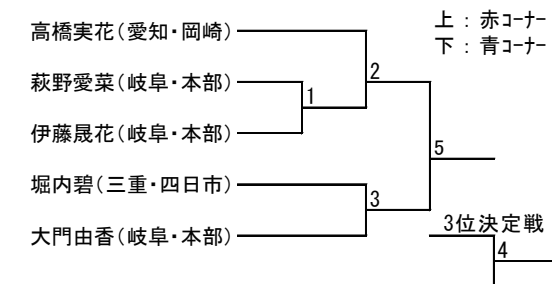 上 : 赤ｺｰﾅｰ
下 : 青ｺｰﾅｰ
高橋実花(愛知・岡崎)
萩野愛菜(岐阜・本部)
伊藤晟花(岐阜・本部)
堀内碧(三重・四日市)
大門由香(岐阜・本部)
1
2
3
5
3位決定戦
4